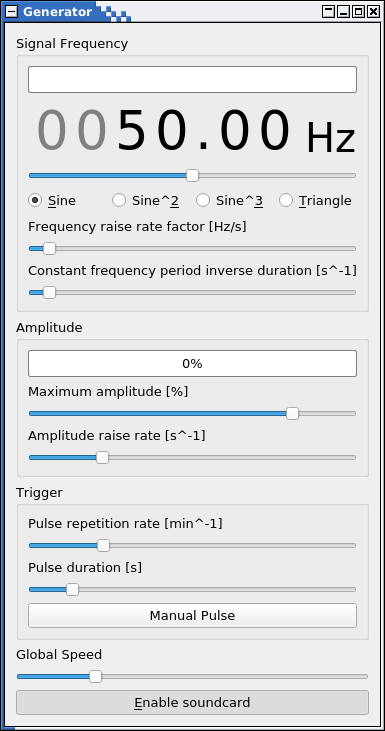 Generator
Signal Frequency
0050.00 Hz
Sine Sine^2 Sine^3 Triangle
Frequency raise rate factor [Hz/s]
Constant frequency period inverse duration [s^-1]
Amplitude
0%
Maximum amplitude [%]
Amplitude raise rate [s^-1]
Trigger
Pulse repetition rate [min^-1]
Pulse duration [s]
Manual Pulse
Global Speed
Enable soundcard